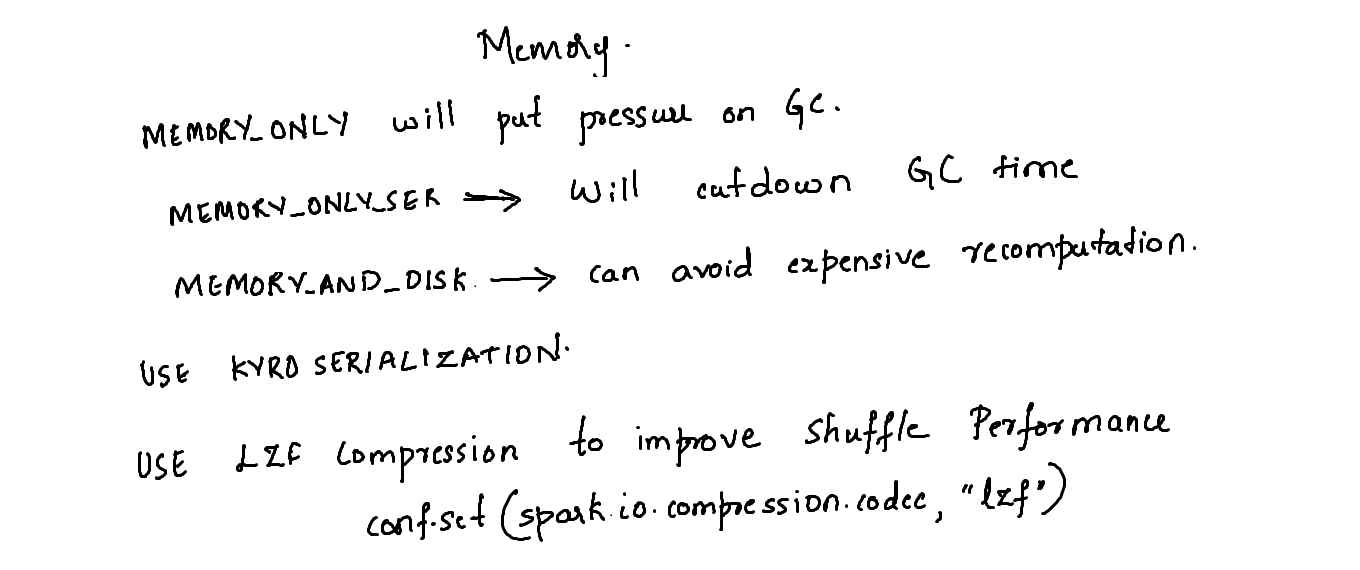 Memory.
MEMORY_ONLY will put pressure on GC.
MEMORY_ONLY_SER → Will cutdown GC time
MEMORY_AND_DISK. → can avoid expensive recomputation.
USE KYRO SERIALIZATION.
USE LZF Compression to improve Shuffle Performance
conf.set (spark.io.compression.codec, "lzf")